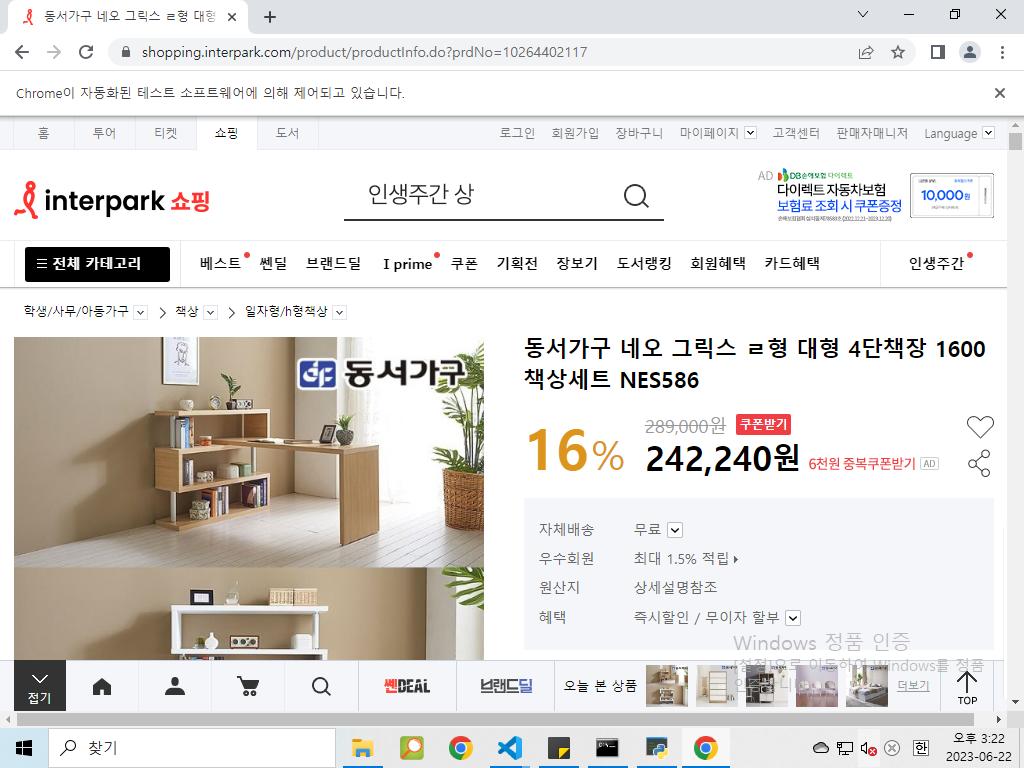 동서가구 네오 그릭스 ㄹ형 대형
shopping.interpark.com/product/productInfo.do?prdNo=10264402117
Chrome이 자동화된 테스트 소프트웨어에 의해 제어되고 있습니다.
홈 투어 티켓 쇼핑 도서 로그인 회원가입 장바구니 마이페이지 고객센터 판매자매니저 Language
interpark 쇼핑
인생주간 상
AD DB손해보험 다이렉트
다이렉트 자동차보험
보험료 조회 시 쿠폰증정
10,000원
전체 카테고리 베스트 쎈딜 브랜드딜 I prime 쿠폰 기획전 장보기 도서랭킹 회원혜택 카드혜택 인생주간
학생/사무/아동가구 책상 일자형/h형책상
동서가구
동서가구 네오 그릭스 ㄹ형 대형 4단책장 1600
책상세트 NES586
16% 289,000원 쿠폰받기
242,240원 6천원 중복쿠폰받기 AD
자체배송 무료
우수회원 최대 1.5% 적립
원산지 상세설명참조
혜택 즉시할인 / 무이자 할부
Windows 정품 인증
[설정]으로 이동하여 Windows를 정품
접기 쎈DEAL 브랜드딜 오늘 본 상품 더보기 TOP
찾기
한
오후 3:22
2023-06-22